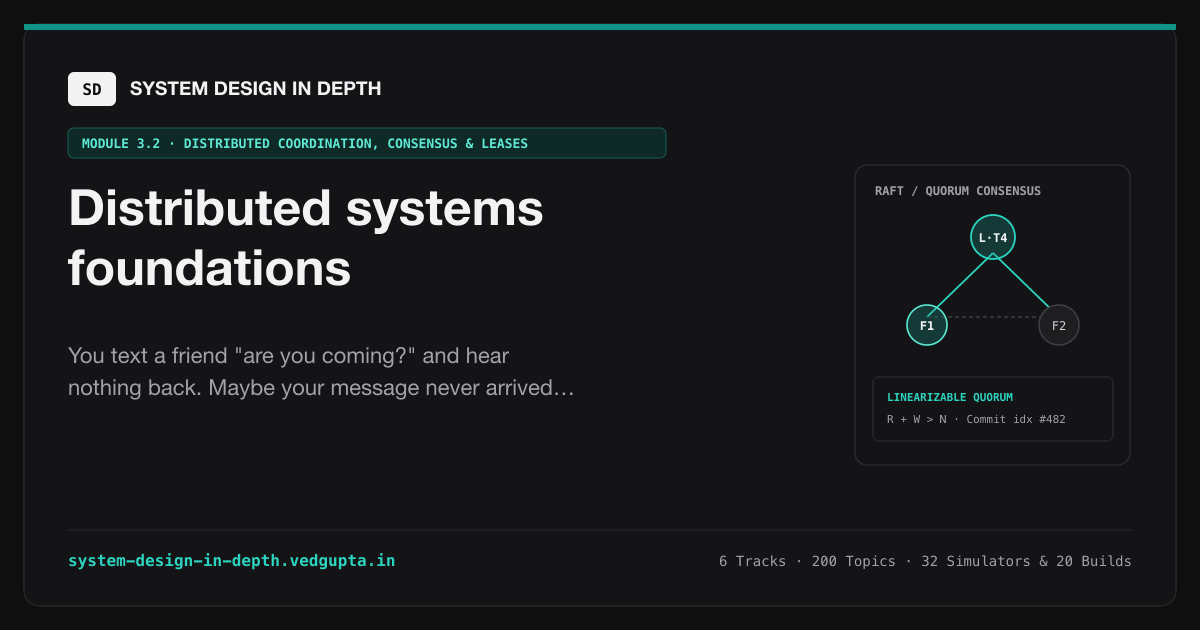 SD SYSTEM DESIGN IN DEPTH
MODULE 3.2 · DISTRIBUTED COORDINATION, CONSENSUS & LEASES
Distributed systems
foundations
You text a friend "are you coming?" and hear
nothing back. Maybe your message never arrived…
RAFT / QUORUM CONSENSUS
L·T4
F1
F2
LINEARIZABLE QUORUM
R + W > N · Commit idx #482
system-design-in-depth.vedgupta.in
6 Tracks · 200 Topics · 32 Simulators & 20 Builds